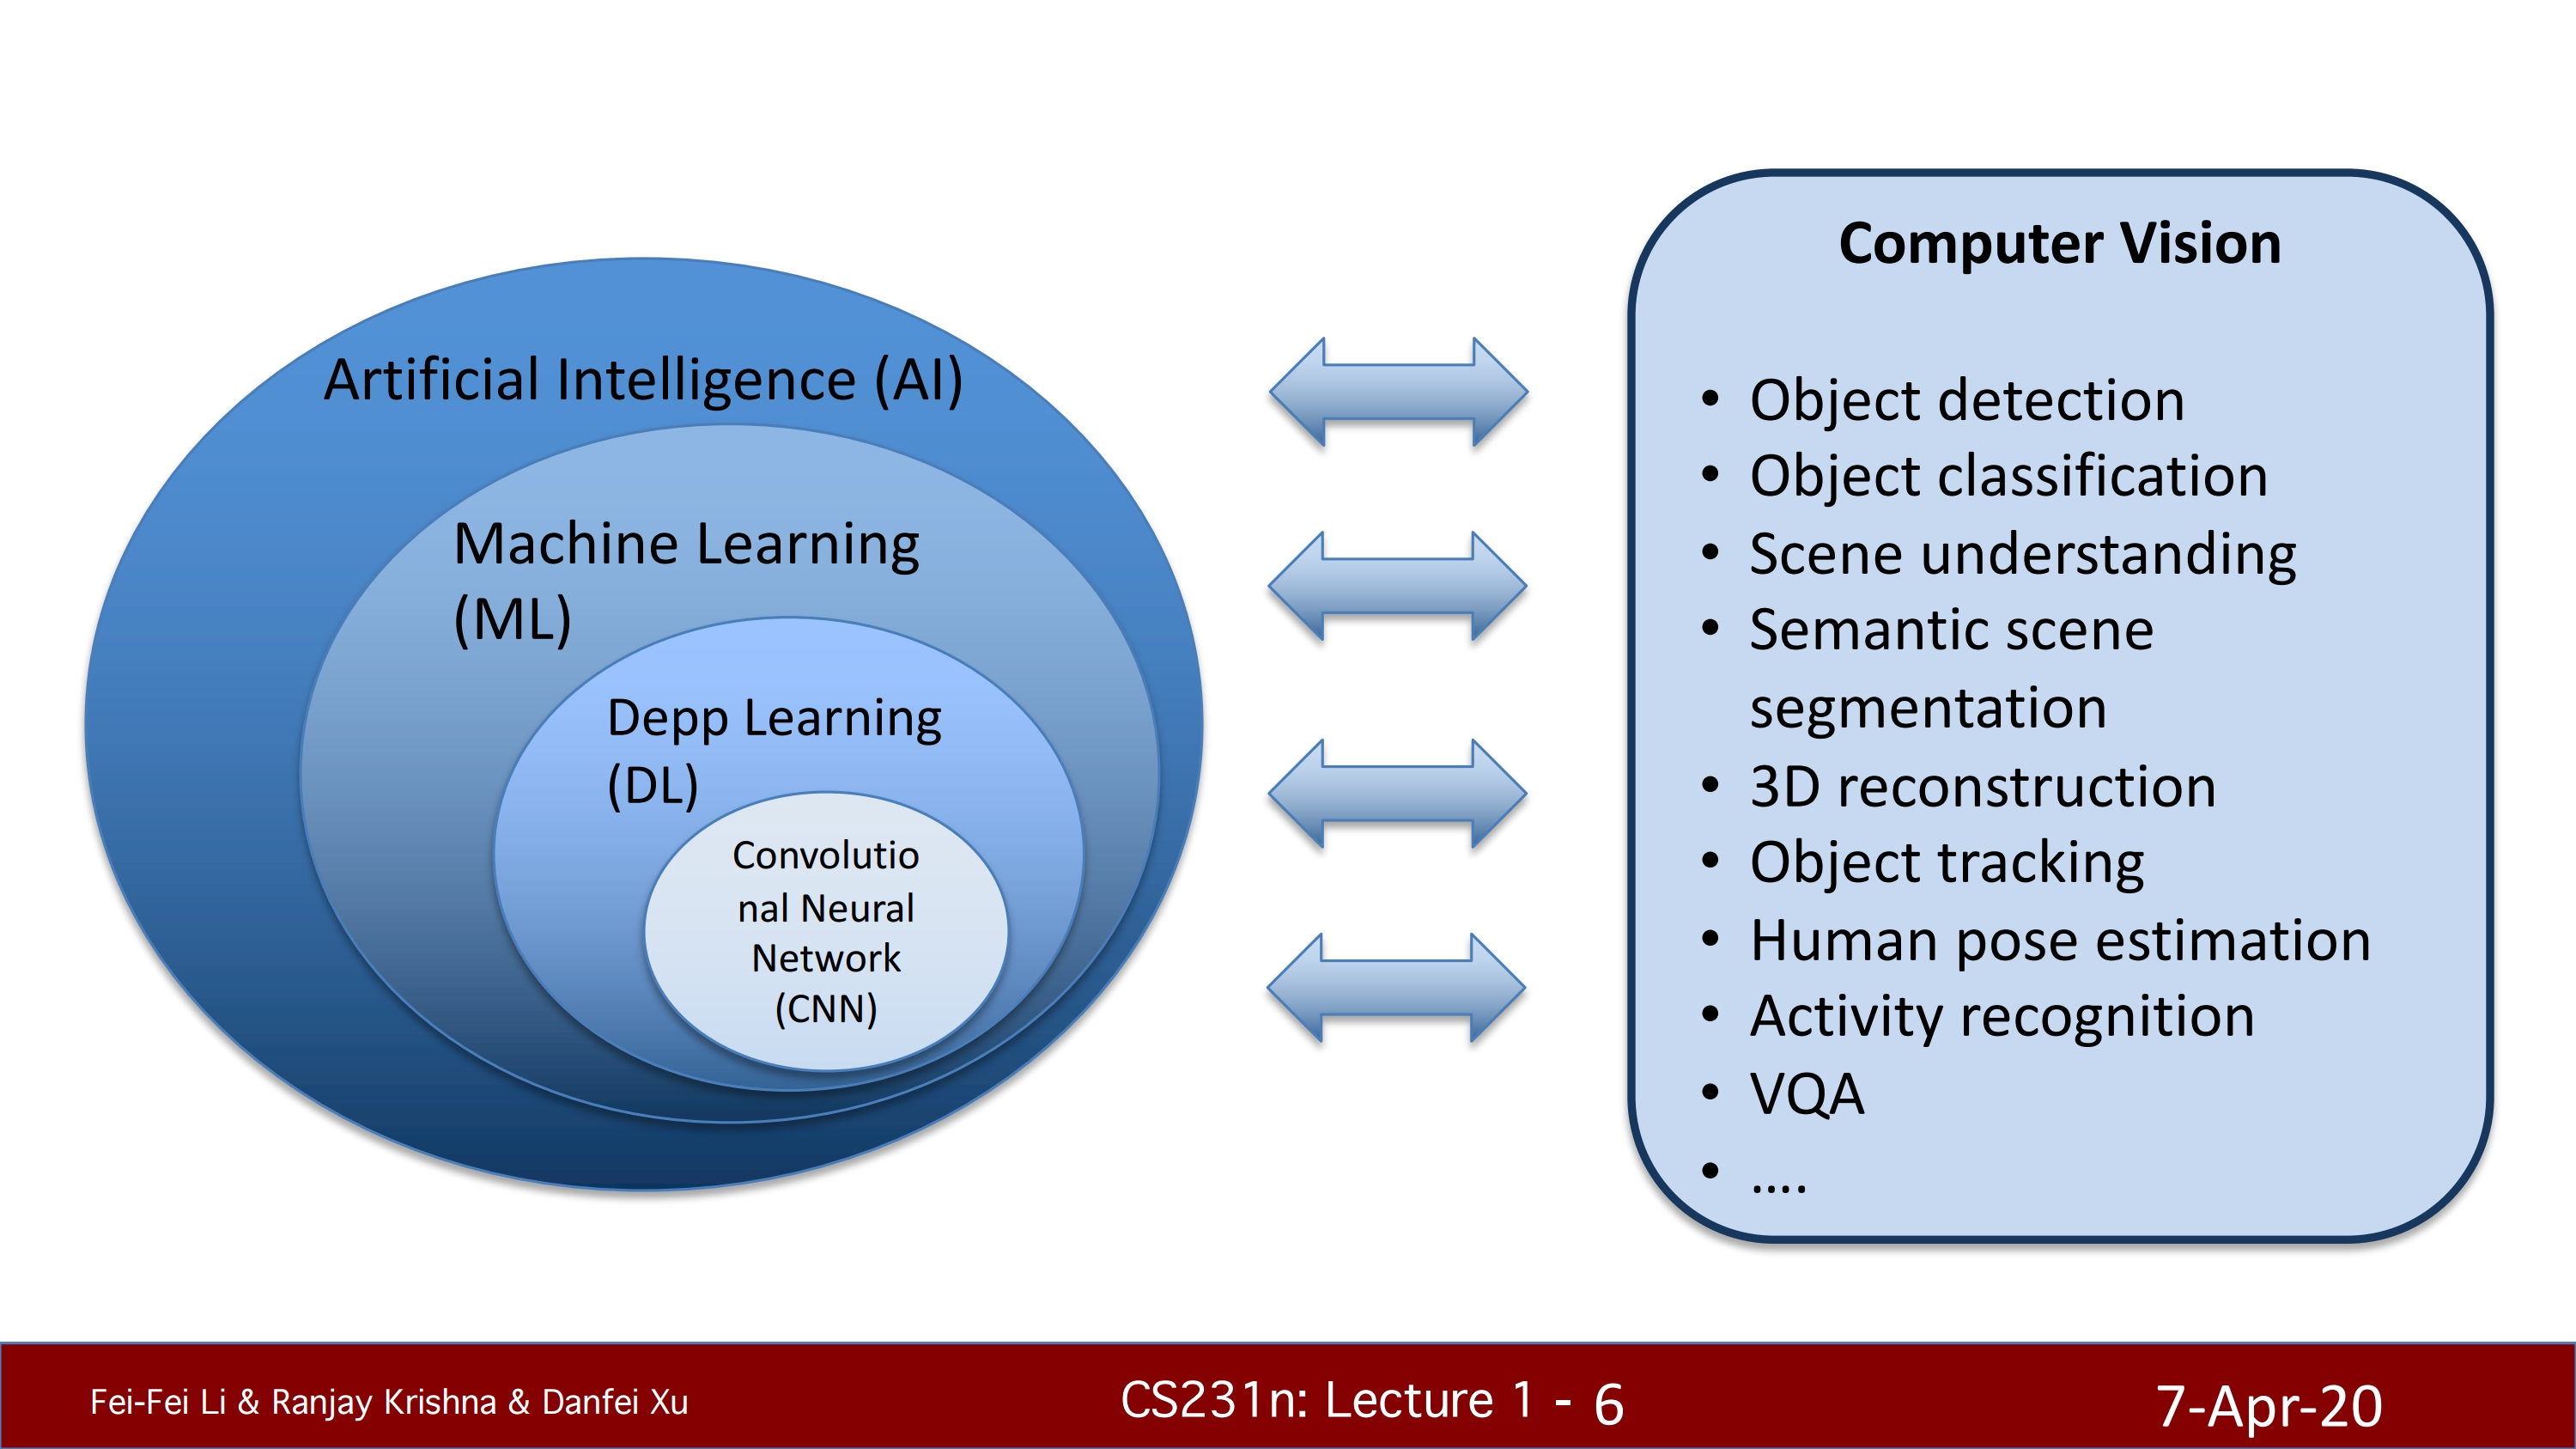 Artificial Intelligence (AI)
Machine Learning
(ML)
Depp Learning
(DL)
Convolutio
nal Neural
Network
(CNN)
Computer Vision
• Object detection
• Object classification
• Scene understanding
• Semantic scene
segmentation
• 3D reconstruction
• Object tracking
• Human pose estimation
• Activity recognition
• VQA
• ....
Fei-Fei Li & Ranjay Krishna & Danfei Xu
CS231n: Lecture 1 - 6
7-Apr-20